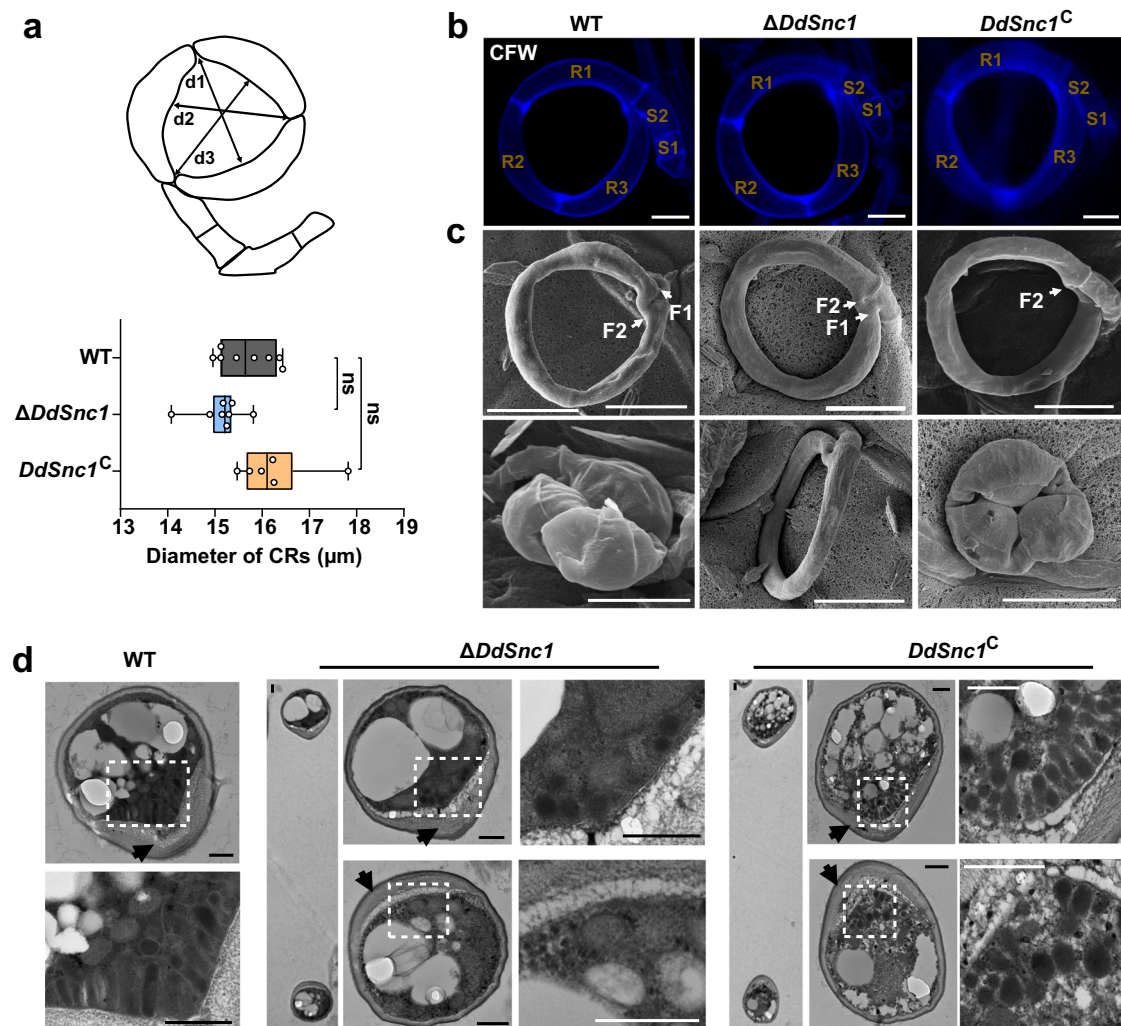 a
d1
d2
d3
WT
ΔDdSnc1
DdSnc1C
ns
ns
13 14 15 16 17 18 19
Diameter of CRs (µm)
b
WT ΔDdSnc1 DdSnc1C
CFW
R1
S2
S1
R2
R3
R1
S2
S1
R2
R3
R1
S2
S1
R2
R3
c
F1
F2
F2
F1
F2
d
WT ΔDdSnc1 DdSnc1C